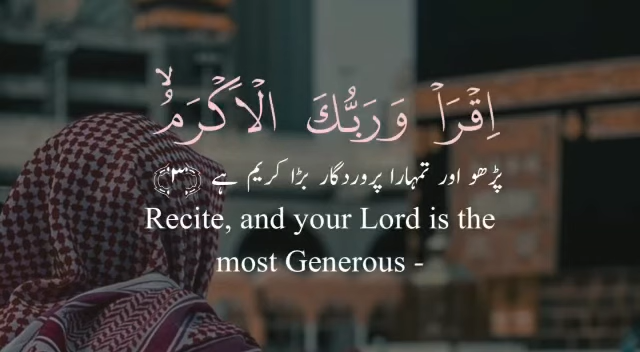 اِقۡرَاۡ وَرَبُّكَ الۡاَكۡرَمُۙ
پڑھو اور تمہارا پروردگار بڑا کریم ہے ﴿۳﴾
Recite, and your Lord is the
most Generous -